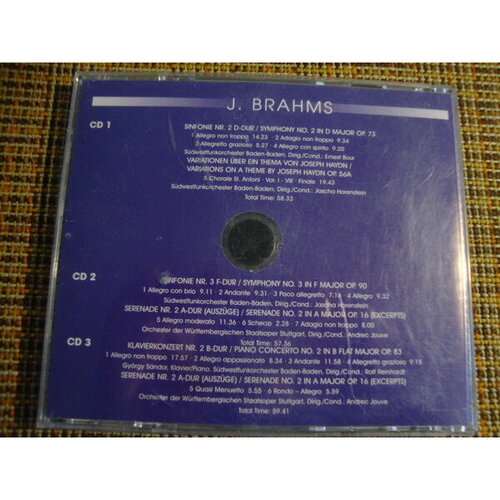 J. BRAHMS
CD 1
SINFONIE NR. 2 D-DUR / SYMPHONY NO. 2 IN D MAJOR OP. 73
1 Allegro non troppo 14.23 · 2 Adagio non troppo 9.34
3 Allegretto grazioso 5.27 · 4 Allegro con spirito 9.20
Südwestfunkorchester Baden-Baden, Dirig./Cond.: Ernest Bour
VARIATIONEN ÜBER EIN THEMA VON JOSEPH HAYDN /
VARIATIONS ON A THEME BY JOSEPH HAYDN OP. 56A
5 Chorale St. Antoni · Var. I - VIII · Finale 19.43
Südwestfunkorchester Baden-Baden, Dirig./Cond.: Jascha Horenstein
Total Time: 58.33
CD 2
SINFONIE NR. 3 F-DUR / SYMPHONY NO. 3 IN F MAJOR OP. 90
1 Allegro con brio 9.11 · 2 Andante 9.31 · 3 Poco allegretto 7.16 · 4 Allegro 9.32
Südwestfunkorchester Baden-Baden, Dirig./Cond.: Jascha Horenstein
SERENADE NR. 2 A-DUR (AUSZÜGE) / SERENADE NO. 2 IN A MAJOR OP. 16 (EXCERPTS)
5 Allegro moderato 11.36 · 6 Scherzo 2.28 · 7 Adagio non troppo 8.00
Orchester der Württembergischen Staatsoper Stuttgart, Dirig./Cond.: Andrec Jouve
Total Time: 57.36
CD 3
KLAVIERKONZERT NR. 2 B-DUR / PIANO CONCERTO NO. 2 IN B FLAT MAJOR OP. 83
1 Allegro non troppo 17.57 · 2 Allegro appassionata 8.34 · 3 Andante 11.58 · 4 Allegretto grazioso 9.15
György Sándor, Klavier/Piano, Südwestfunkorchester Baden-Baden, Dirig./Cond.: Rolf Reinhardt
SERENADE NR. 2 A-DUR (AUSZÜGE) / SERENADE NO. 2 IN A MAJOR OP. 16 (EXCERPTS)
5 Quasi Menuetto 5.55 · 6 Rondo - Allegro 5.59
Orchester der Württembergischen Staatsoper Stuttgart, Dirig./Cond.: Andrec Jouve
Total Time: 59.41